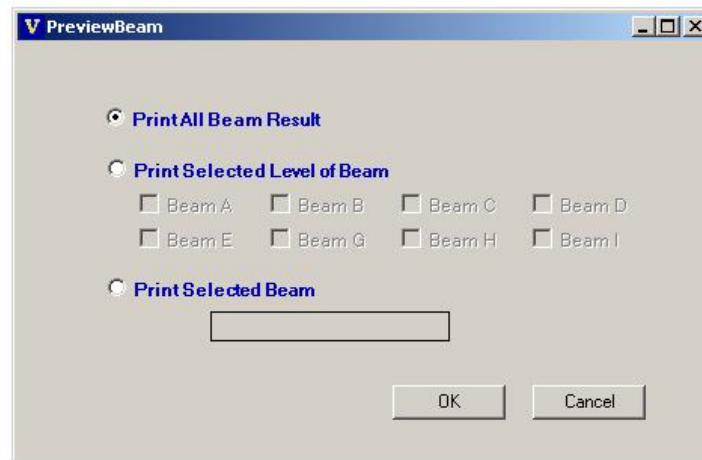 V PreviewBeam
Print All Beam Result
Print Selected Level of Beam
Beam A Beam B Beam C Beam D
Beam E Beam G Beam H Beam I
Print Selected Beam
OK Cancel